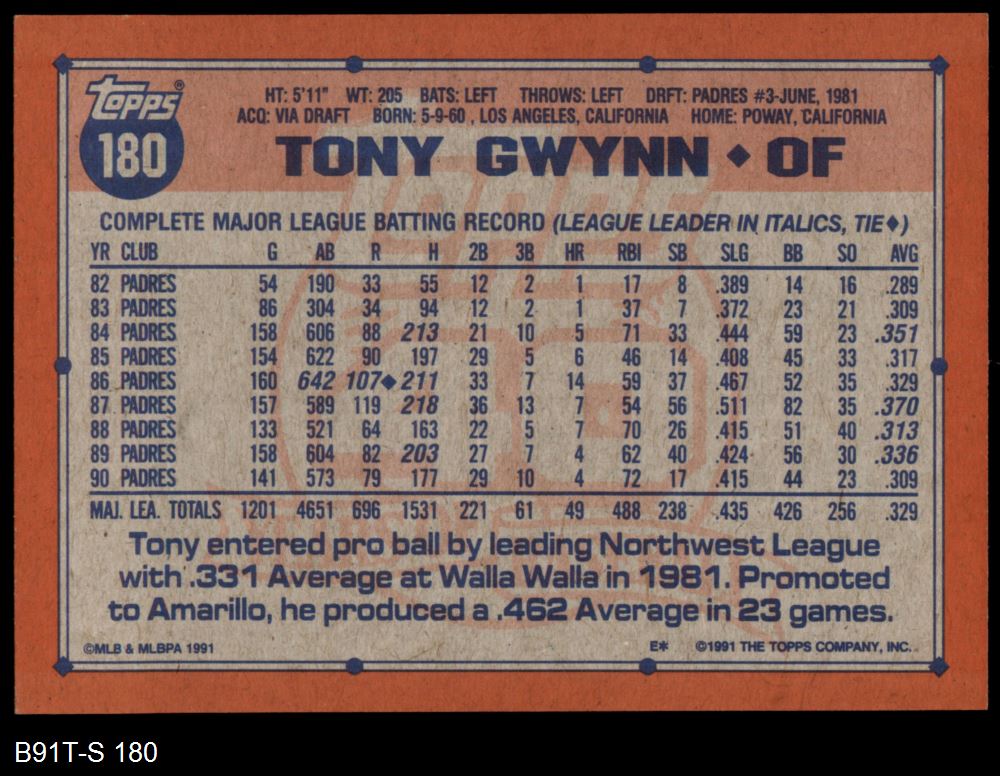 Topps®
180
HT: 5'11" WT: 205 BATS: LEFT THROWS: LEFT DRFT: PADRES #3-JUNE, 1981
ACQ: VIA DRAFT BORN: 5-9-60 , LOS ANGELES, CALIFORNIA HOME: POWAY, CALIFORNIA
TONY GWYNN ◆ OF
COMPLETE MAJOR LEAGUE BATTING RECORD (LEAGUE LEADER IN ITALICS, TIE◆)
YR CLUB G AB R H 2B 3B HR RBI SB SLG BB SO AVG
82 PADRES 54 190 33 55 12 2 1 17 8 .389 14 16 .289
83 PADRES 86 304 34 94 12 2 1 37 7 .372 23 21 .309
84 PADRES 158 606 88 213 21 10 5 71 33 .444 59 23 .351
85 PADRES 154 622 90 197 29 5 6 46 14 .408 45 33 .317
86 PADRES 160 642 107◆ 211 33 7 14 59 37 .467 52 35 .329
87 PADRES 157 589 119 218 36 13 7 54 56 .511 82 35 .370
88 PADRES 133 521 64 163 22 5 7 70 26 .415 51 40 .313
89 PADRES 158 604 82 203 27 7 4 62 40 .424 56 30 .336
90 PADRES 141 573 79 177 29 10 4 72 17 .415 44 23 .309
MAJ. LEA. TOTALS 1201 4651 696 1531 221 61 49 488 238 .435 426 256 .329
Tony entered pro ball by leading Northwest League
with .331 Average at Walla Walla in 1981. Promoted
to Amarillo, he produced a .462 Average in 23 games.
©MLB & MLBPA 1991 E* ©1991 THE TOPPS COMPANY, INC.
B91T-S 180